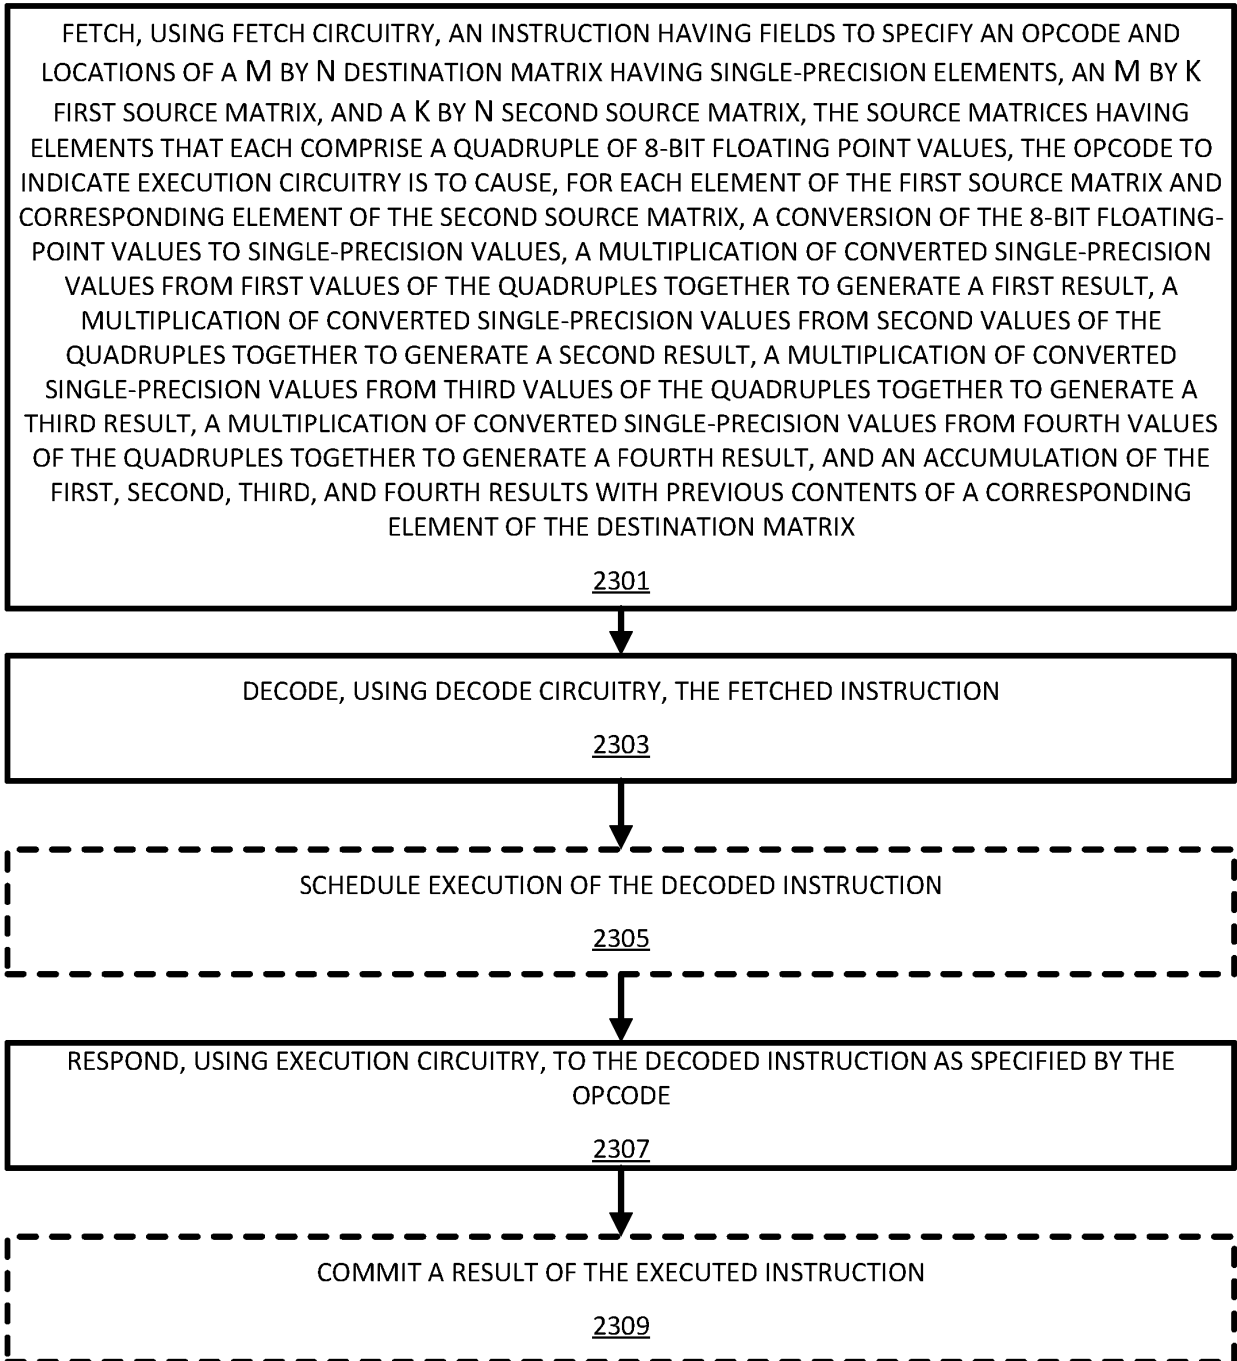 FETCH, USING FETCH CIRCUITRY, AN INSTRUCTION HAVING FIELDS TO SPECIFY AN OPCODE AND
LOCATIONS OF A M BY N DESTINATION MATRIX HAVING SINGLE-PRECISION ELEMENTS, AN M BY K
FIRST SOURCE MATRIX, AND A K BY N SECOND SOURCE MATRIX, THE SOURCE MATRICES HAVING
ELEMENTS THAT EACH COMPRISE A QUADRUPLE OF 8-BIT FLOATING POINT VALUES, THE OPCODE TO
INDICATE EXECUTION CIRCUITRY IS TO CAUSE, FOR EACH ELEMENT OF THE FIRST SOURCE MATRIX AND
CORRESPONDING ELEMENT OF THE SECOND SOURCE MATRIX, A CONVERSION OF THE 8-BIT FLOATING-
POINT VALUES TO SINGLE-PRECISION VALUES, A MULTIPLICATION OF CONVERTED SINGLE-PRECISION
VALUES FROM FIRST VALUES OF THE QUADRUPLES TOGETHER TO GENERATE A FIRST RESULT, A
MULTIPLICATION OF CONVERTED SINGLE-PRECISION VALUES FROM SECOND VALUES OF THE
QUADRUPLES TOGETHER TO GENERATE A SECOND RESULT, A MULTIPLICATION OF CONVERTED
SINGLE-PRECISION VALUES FROM THIRD VALUES OF THE QUADRUPLES TOGETHER TO GENERATE A
THIRD RESULT, A MULTIPLICATION OF CONVERTED SINGLE-PRECISION VALUES FROM FOURTH VALUES
OF THE QUADRUPLES TOGETHER TO GENERATE A FOURTH RESULT, AND AN ACCUMULATION OF THE
FIRST, SECOND, THIRD, AND FOURTH RESULTS WITH PREVIOUS CONTENTS OF A CORRESPONDING
ELEMENT OF THE DESTINATION MATRIX
2301
DECODE, USING DECODE CIRCUITRY, THE FETCHED INSTRUCTION
2303
SCHEDULE EXECUTION OF THE DECODED INSTRUCTION
2305
RESPOND, USING EXECUTION CIRCUITRY, TO THE DECODED INSTRUCTION AS SPECIFIED BY THE
OPCODE
2307
COMMIT A RESULT OF THE EXECUTED INSTRUCTION
2309